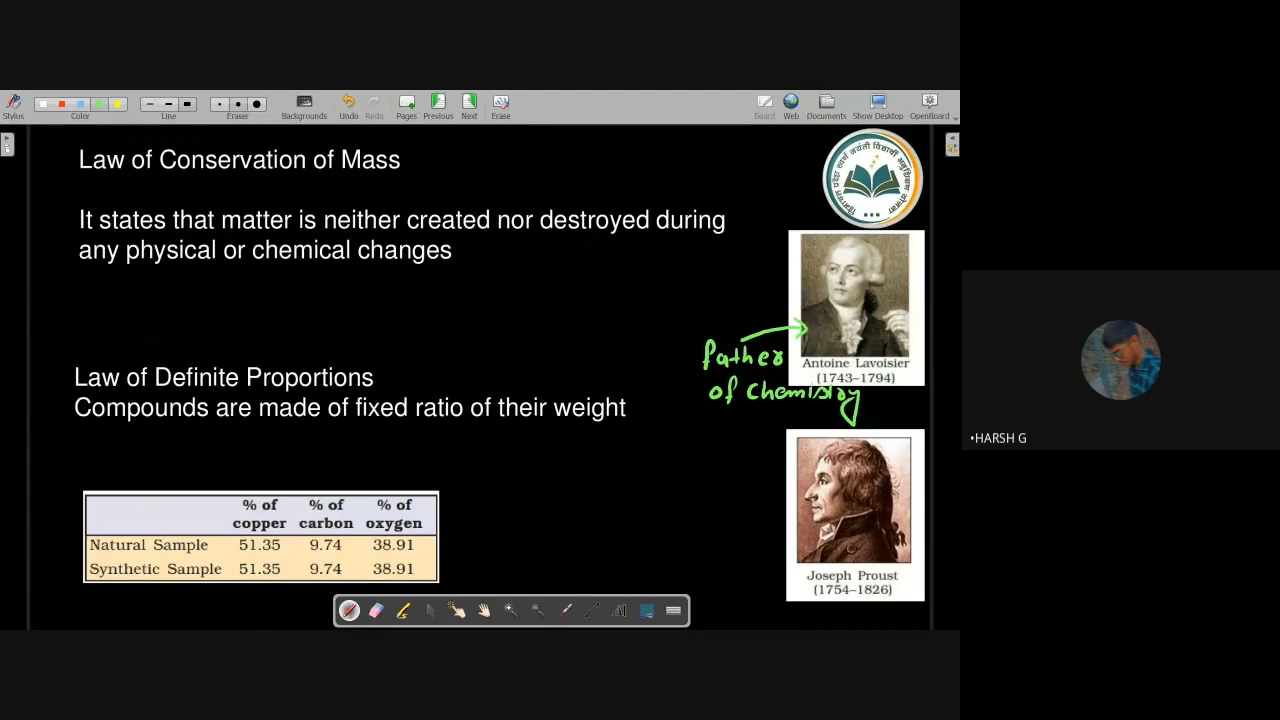 Stylus
Color
Line
Eraser
Backgrounds
Undo
Redo
Pages
Previous
Next
Erase
Board
Web
Documents
Show Desktop
OpenBoard
Law of Conservation of Mass
It states that matter is neither created nor destroyed during
any physical or chemical changes
Antoine Lavoisier
(1743–1794)
Father
of Chemistry
Law of Definite Proportions
Compounds are made of fixed ratio of their weight
Joseph Proust
(1754–1826)
% of copper % of carbon % of oxygen
Natural Sample 51.35 9.74 38.91
Synthetic Sample 51.35 9.74 38.91
•HARSH G